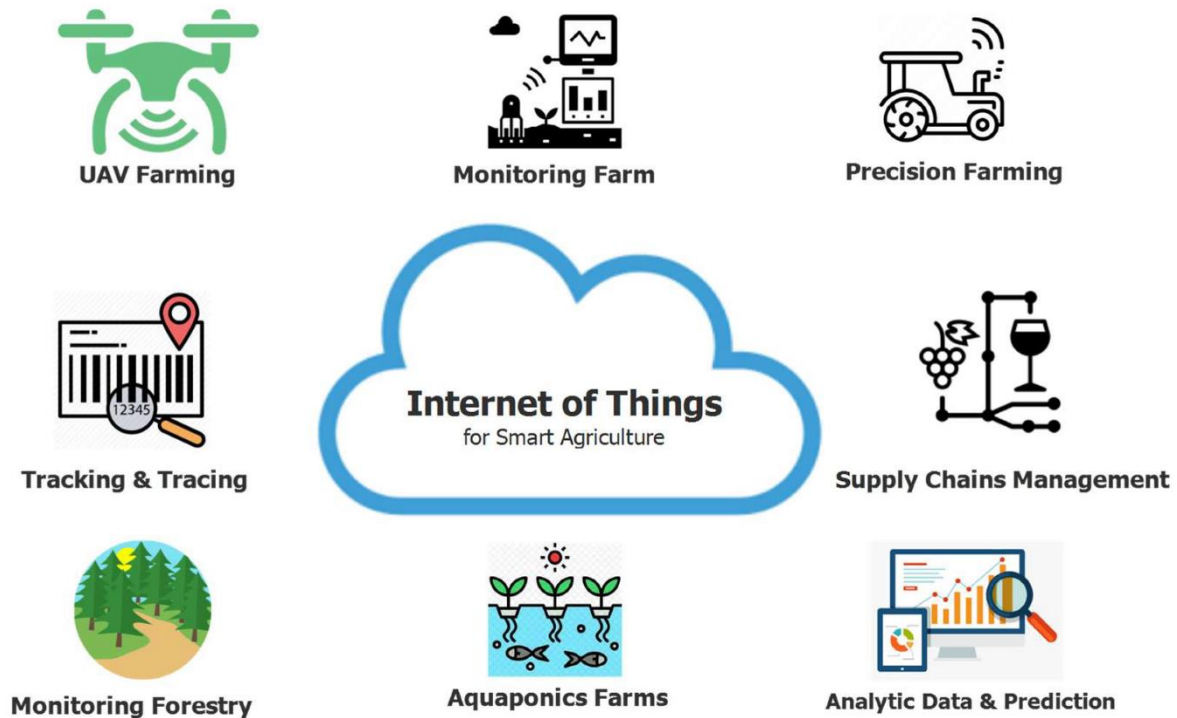 UAV Farming
Monitoring Farm
Precision Farming
Internet of Things
for Smart Agriculture
12345
Tracking & Tracing
Supply Chains Management
Monitoring Forestry
Aquaponics Farms
Analytic Data & Prediction